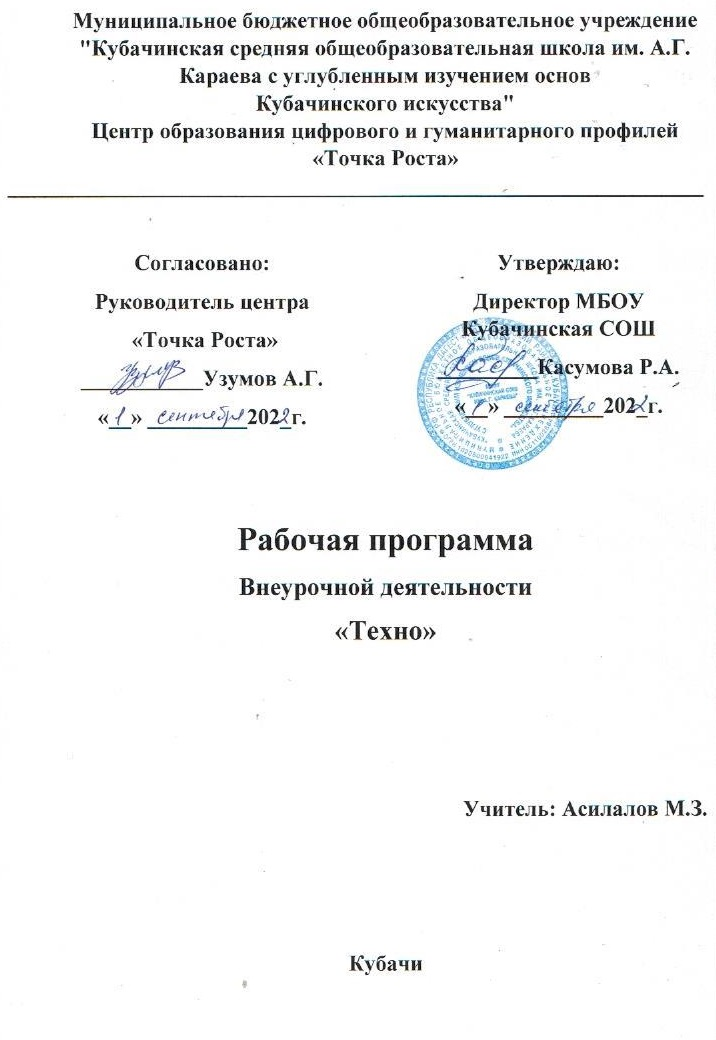 Муниципальное бюджетное общеобразовательное учреждение
"Кубачинская средняя общеобразовательная школа им. А.Г.
Караева с углубленным изучением основ
Кубачинского искусства"
Центр образования цифрового и гуманитарного профилей
«Точка Роста»
Согласовано:
Руководитель центра
«Точка Роста»
Узумов А.Г.
«1» сентября 2022 г.
Утверждаю:
Директор МБОУ
Кубачинская СОШ
Касумова Р.А.
«1» сентября 2022 г.
Рабочая программа
Внеурочной деятельности
«Техно»
Учитель: Асилалов М.З.
Кубачи